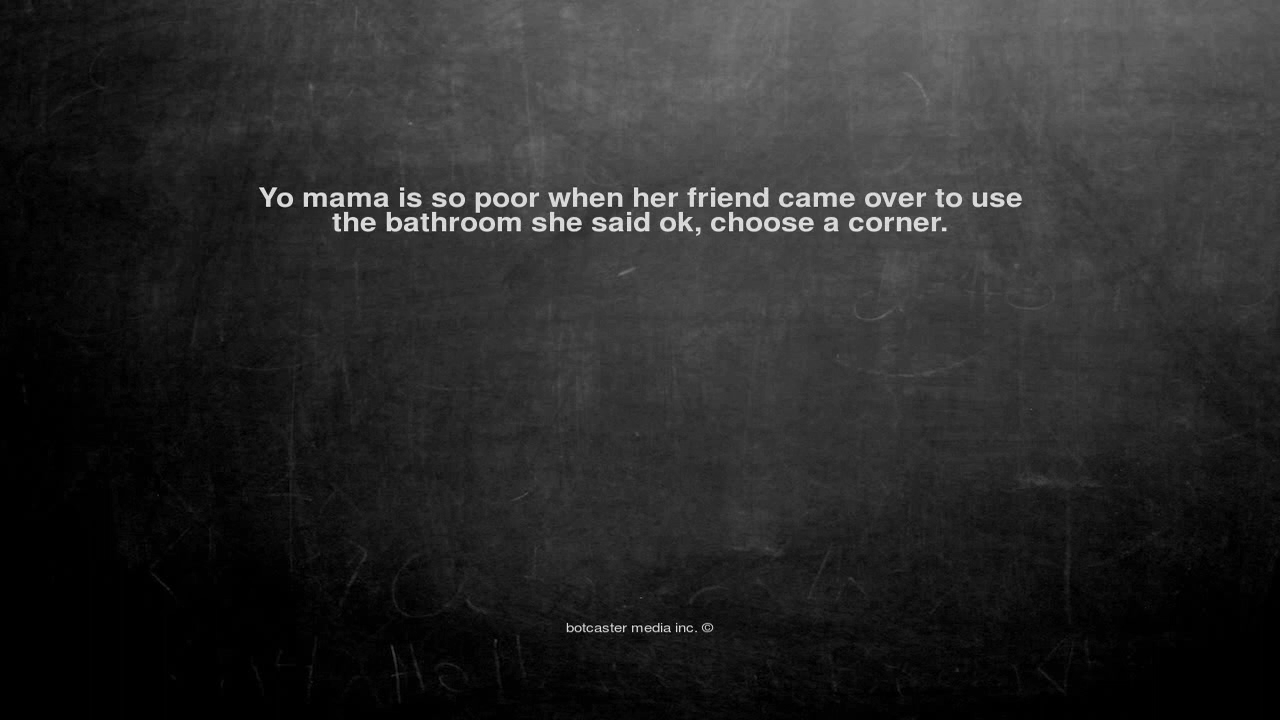 Yo mama is so poor when her friend came over to use
the bathroom she said ok, choose a corner.
botcaster media inc. ©